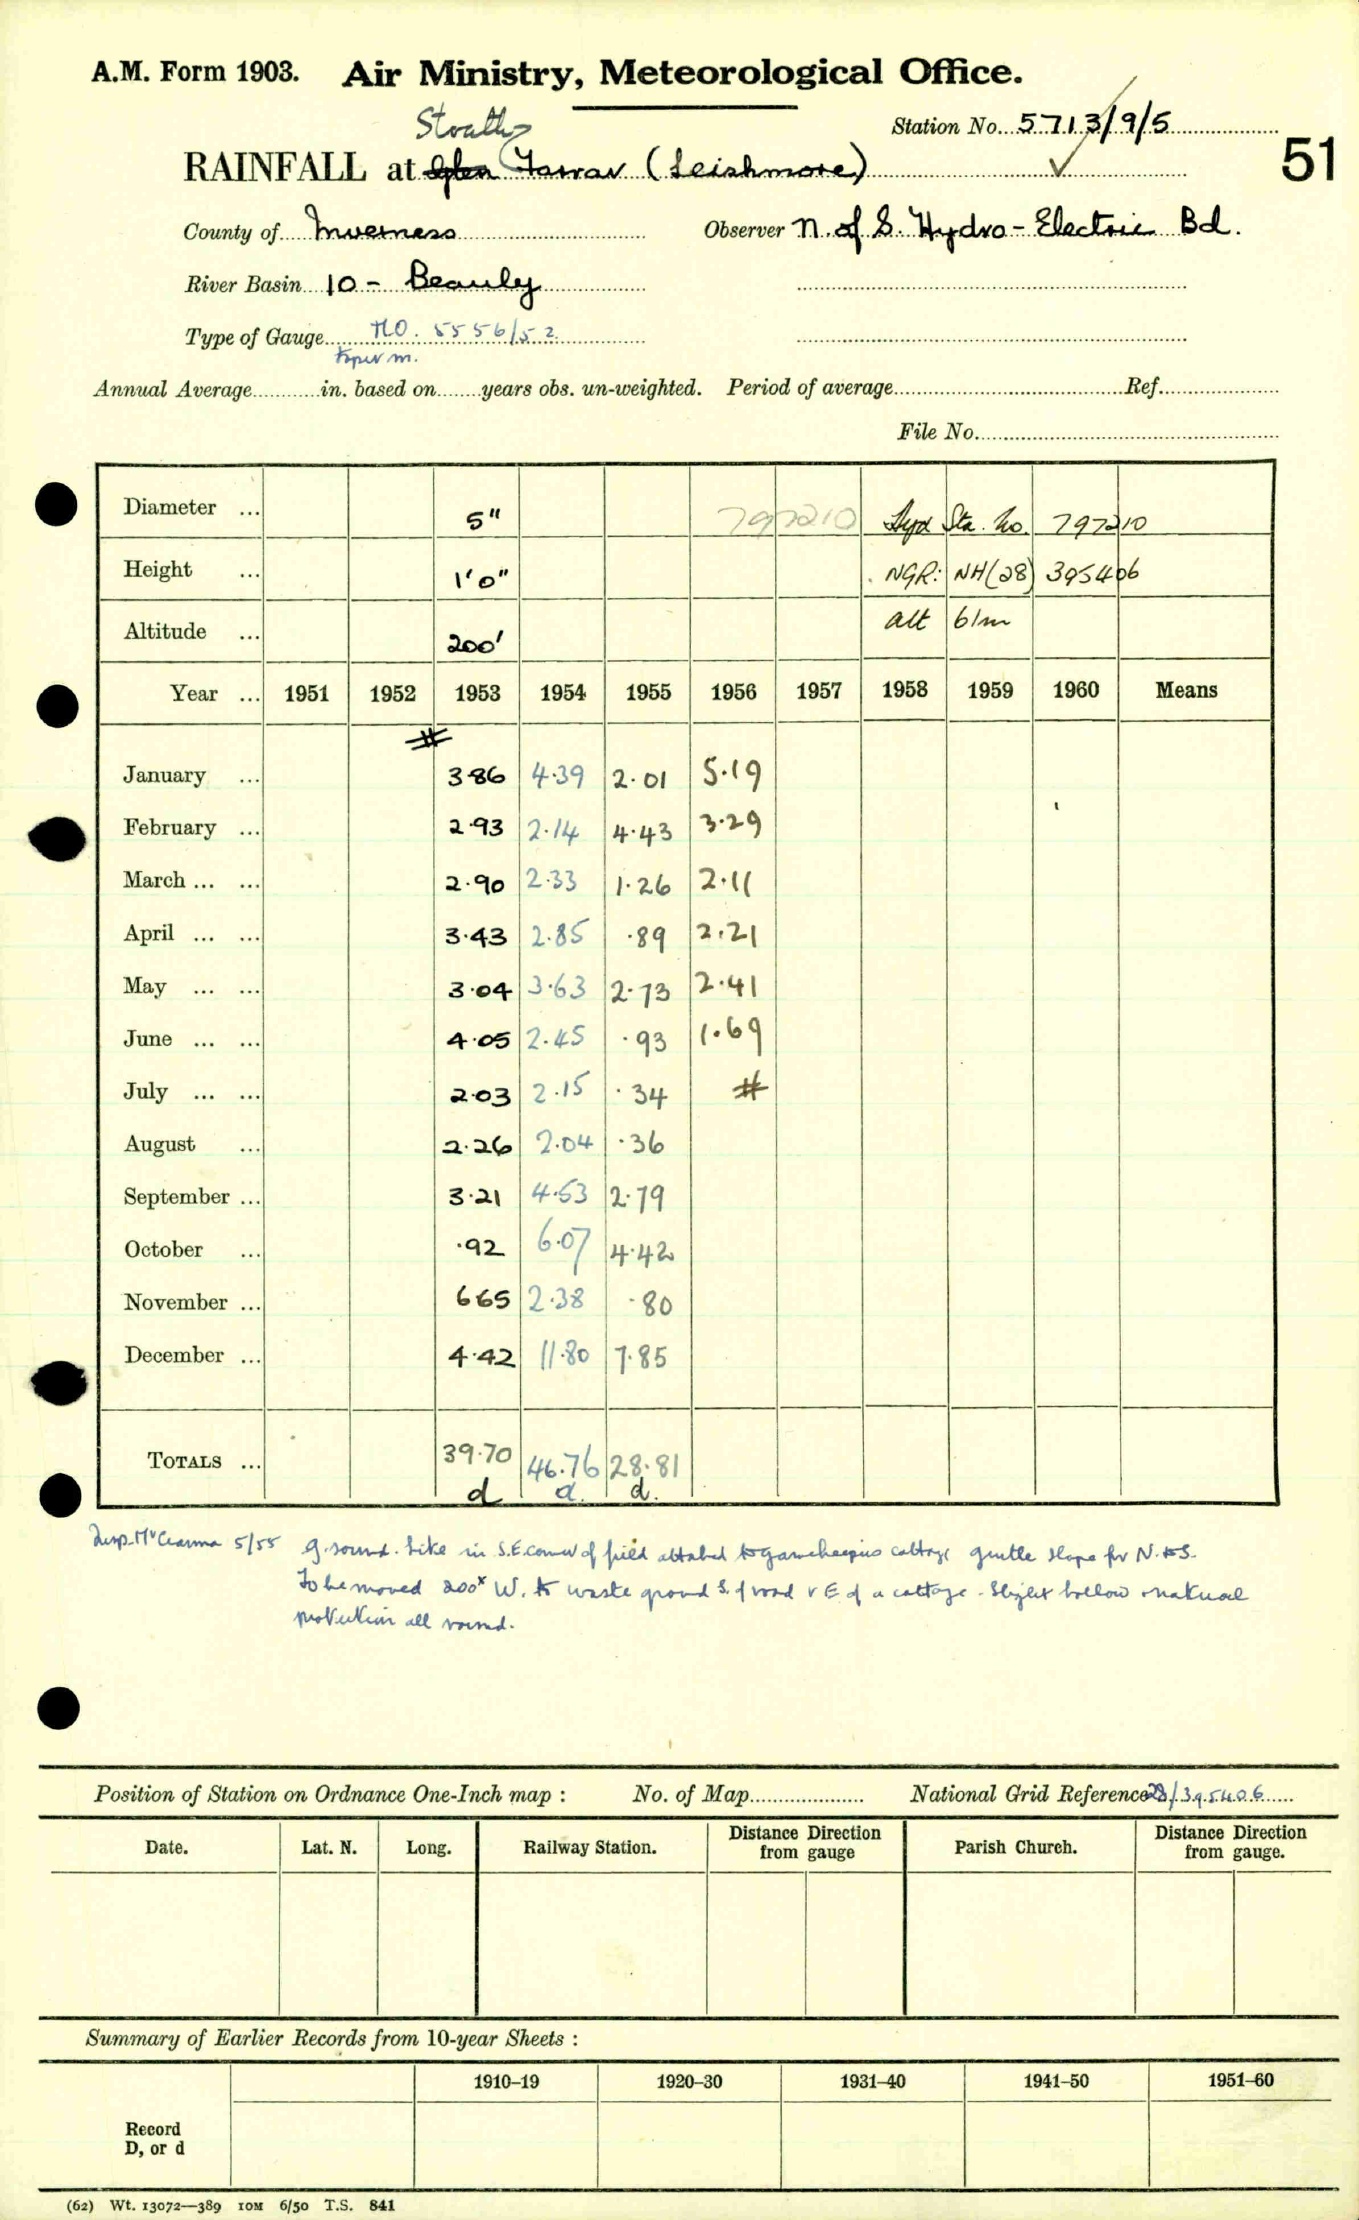 A.M. Form 1903. Air Ministry, Meteorological Office.
Station No. 5713/9/5
Strath
RAINFALL at Glen Farrar (Leishmore)
51
County of Inverness Observer N. of S. Hydro-Electric Bd.
River Basin 10 - Beauly
Type of Gauge MO. 5556/52
Annual Average in. based on years obs. un-weighted. Period of average Ref.
File No.
Diameter ... 5" 797210 Hyd Sta. No. 797210
Height ... 1'0" NGR: NH(28) 395406
Altitude ... 200' alt 61m
Year ... 1951 1952 1953 1954 1955 1956 1957 1958 1959 1960 Means
#
January ... 3.86 4.39 2.01 5.19
February ... 2.93 2.14 4.43 3.29
March ... ... 2.90 2.33 1.26 2.11
April ... ... 3.43 2.85 .89 2.21
May ... ... 3.04 3.63 2.73 2.41
June ... ... 4.05 2.45 .93 1.69
July ... ... 2.03 2.15 .34 #
August ... 2.26 2.04 .36
September ... 3.21 4.53 2.79
October ... .92 6.07 4.42
November ... 6.65 2.38 .80
December ... 4.42 11.80 7.85
TOTALS ... 39.70 46.76 28.81
d d. d.
5/55 g. sound. Site in S.E. corner of field attached to gamekeepers cottage gentle slope for N. to S.
To be moved 200x W. to waste ground S. of road & E of a cottage. Slight hollow natural
protection all round.
Position of Station on Ordnance One-Inch map : No. of Map National Grid Reference 28/395406
Date. Lat. N. Long. Railway Station. Distance from Direction gauge Parish Church. Distance from Direction gauge.
Summary of Earlier Records from 10-year Sheets :
1910–19 1920–30 1931–40 1941–50 1951–60
Record
D, or d
(62) Wt. 13072—389 10M 6/50 T.S. 841